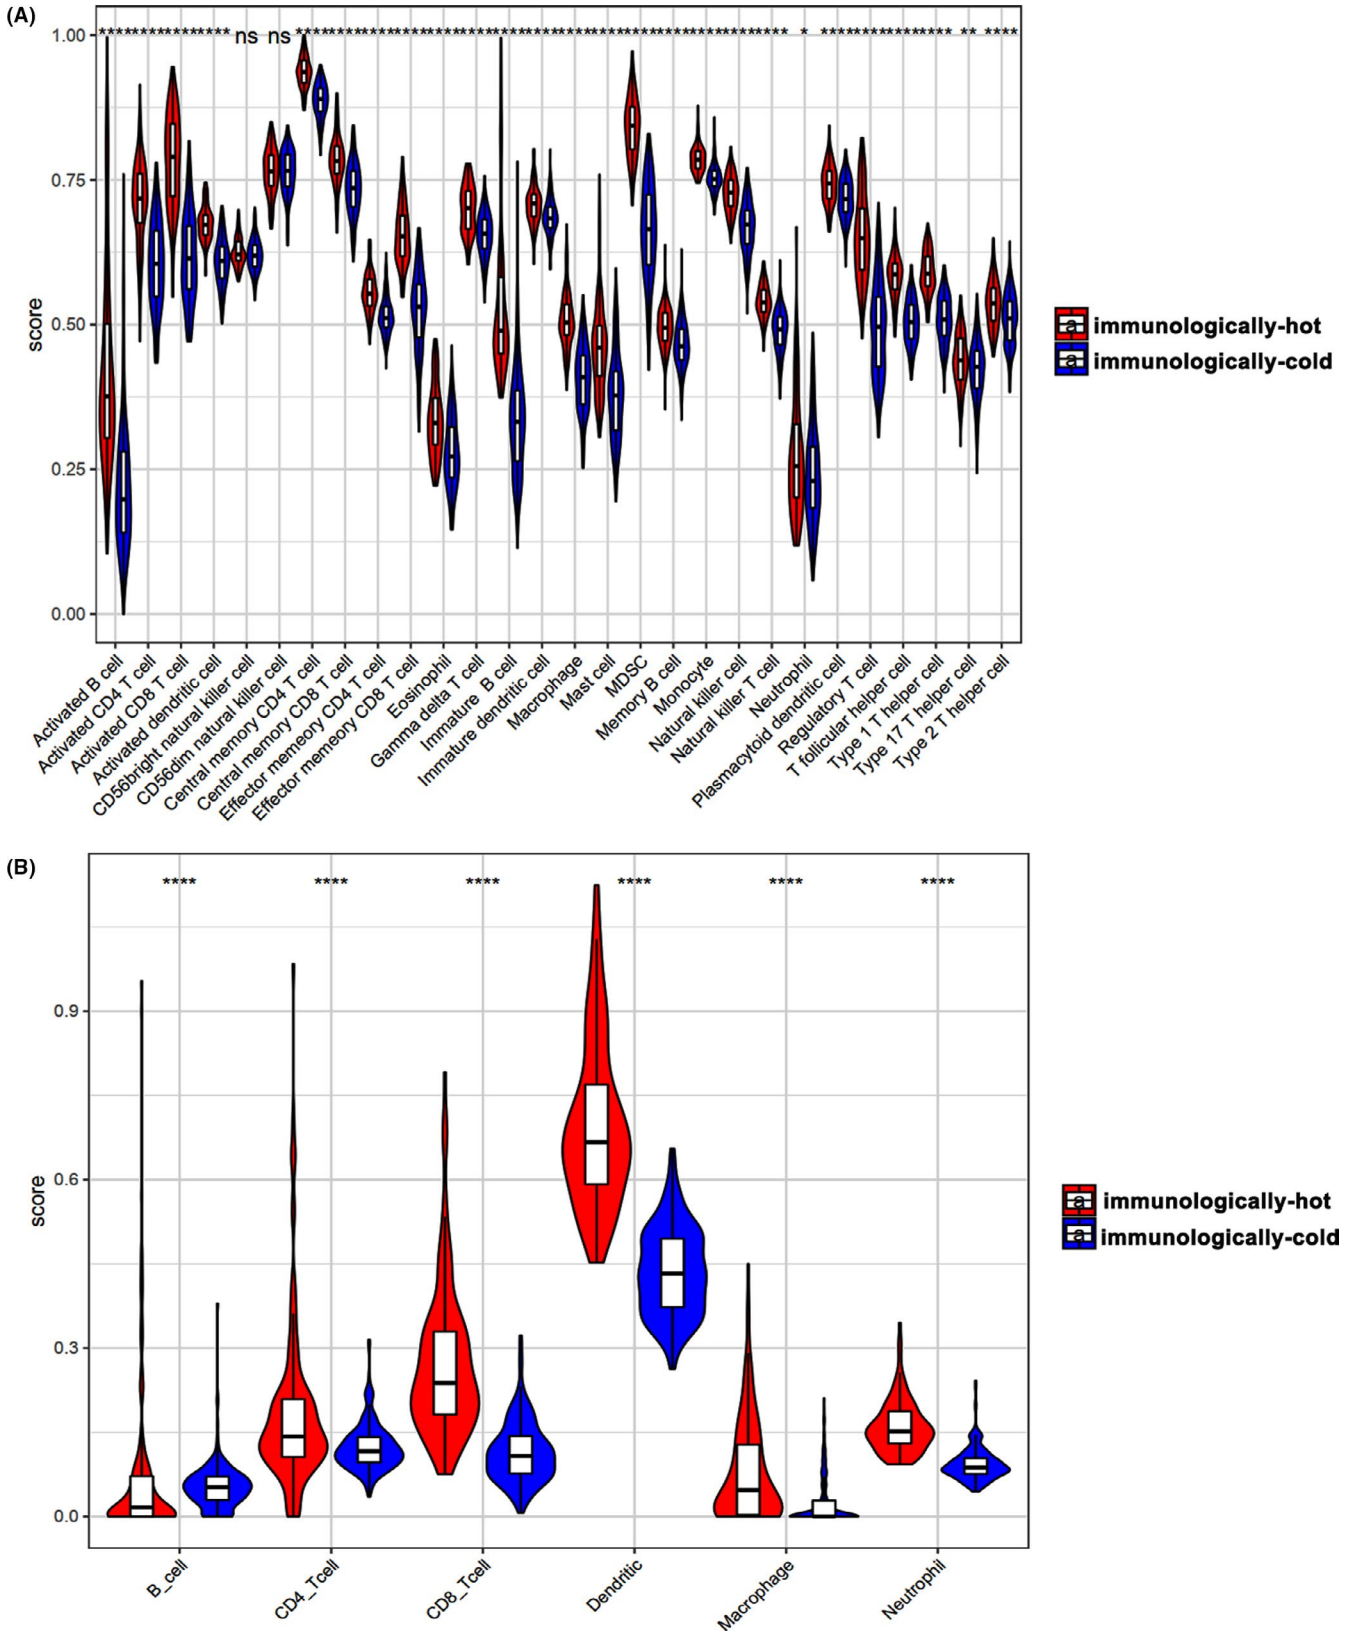 (A)
1.00
0.75
0.50
0.25
0.00
score
ns ns
* ** ****
Activated B cell
Activated CD4 T cell
Activated CD8 T cell
Activated dendritic cell
CD56bright natural killer cell
CD56dim natural killer cell
Central memory CD4 T cell
Central memory CD8 T cell
Effector memeory CD4 T cell
Effector memeory CD8 T cell
Eosinophil
Gamma delta T cell
Immature B cell
Immature dendritic cell
Macrophage
Mast cell
MDSC
Memory B cell
Monocyte
Natural killer cell
Natural killer T cell
Neutrophil
Plasmacytoid dendritic cell
Regulatory T cell
T follicular helper cell
Type 1 T helper cell
Type 17 T helper cell
Type 2 T helper cell
a immunologically-hot
a immunologically-cold
(B)
**** **** **** **** **** ****
0.9
0.6
0.3
0.0
score
B_cell
CD4_Tcell
CD8_Tcell
Dendritic
Macrophage
Neutrophil
a immunologically-hot
a immunologically-cold